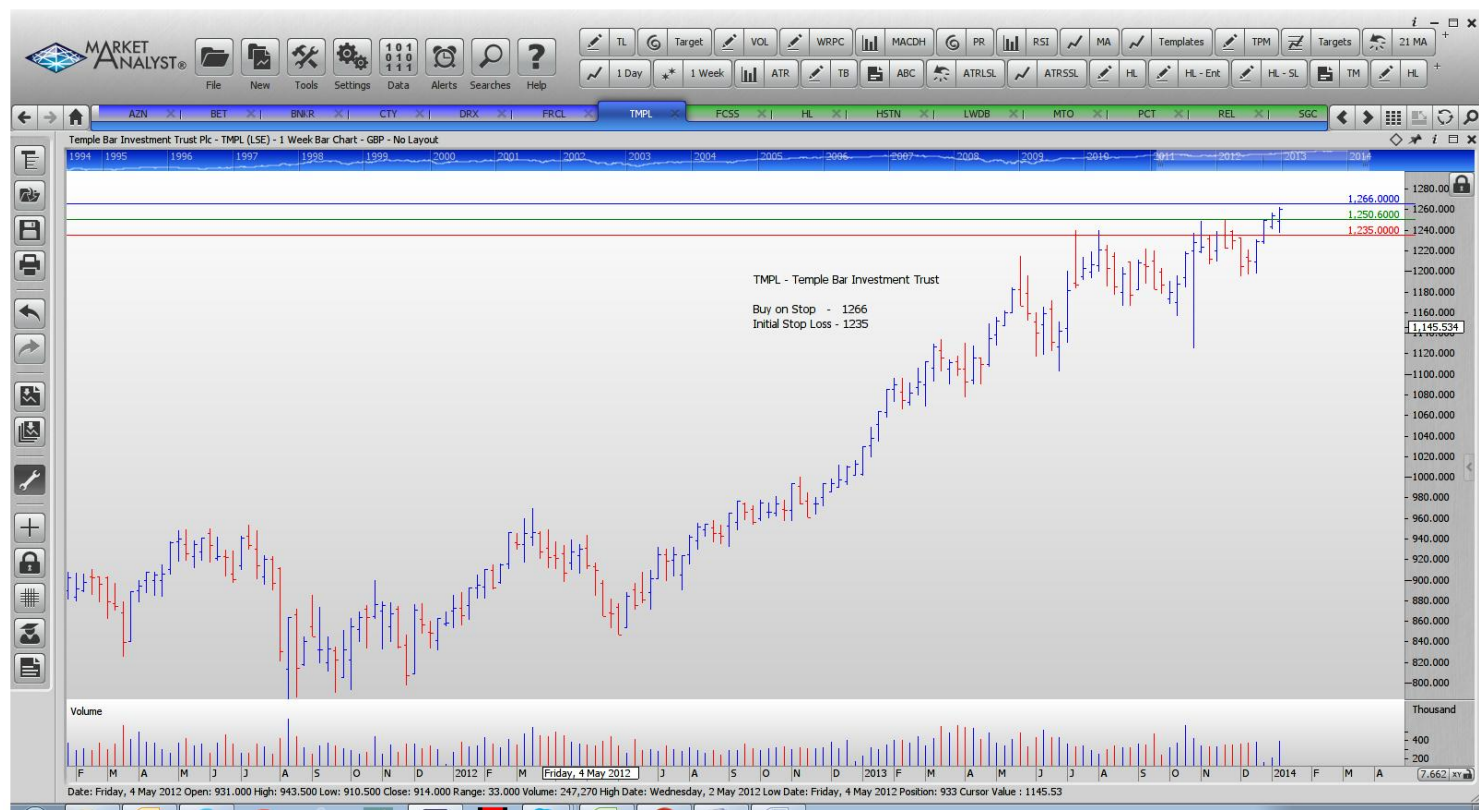 MARKET
ANALYST®
File New Tools Settings Data Alerts Searches Help
TL Target VOL WRPC MACDH PR RSI MA Templates TPM Targets 21 MA +
1 Day 1 Week ATR TB ABC ATRLSL ATRSSL HL HL - Ent HL - SL TM HL +
AZN BET BNKR CTY DRX FRCL TMPL FCSS HL HSTN LWDB MTO PCT REL SGC
Temple Bar Investment Trust Plc - TMPL (LSE) - 1 Week Bar Chart - GBP - No Layout
1994 1995 1996 1997 1998 1999 2000 2001 2002 2003 2004 2005 2006 2007 2008 2009 2010 2011 2012 2013 2014
1280.00
1,266.0000
1260.000
1,250.6000
1240.000
1,235.0000
1220.000
1200.000
TMPL - Temple Bar Investment Trust
1180.000
Buy on Stop - 1266
1160.000
Initial Stop Loss - 1235
1,145.534
1120.000
1100.000
1080.000
1060.000
1040.000
1020.000
1000.000
980.000
960.000
940.000
920.000
900.000
880.000
860.000
840.000
820.000
800.000
Volume
Thousand
400
200
F M A M J J A S O N D 2012 F M Friday, 4 May 2012 J A S O N D 2013 F M A M J J A S O N D 2014 F M A 7.662 XY
Date: Friday, 4 May 2012 Open: 931.000 High: 943.500 Low: 910.500 Close: 914.000 Range: 33.000 Volume: 247,270 High Date: Wednesday, 2 May 2012 Low Date: Friday, 4 May 2012 Position: 933 Cursor Value : 1145.53